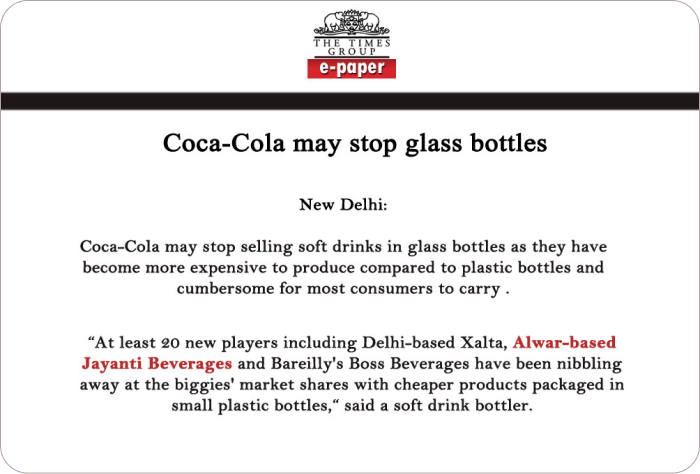 THE TIMES
GROUP
e-paper
Coca-Cola may stop glass bottles
New Delhi:
Coca-Cola may stop selling soft drinks in glass bottles as they have
become more expensive to produce compared to plastic bottles and
cumbersome for most consumers to carry .
“At least 20 new players including Delhi-based Xalta, Alwar-based
Jayanti Beverages and Bareilly's Boss Beverages have been nibbling
away at the biggies' market shares with cheaper products packaged in
small plastic bottles,“ said a soft drink bottler.